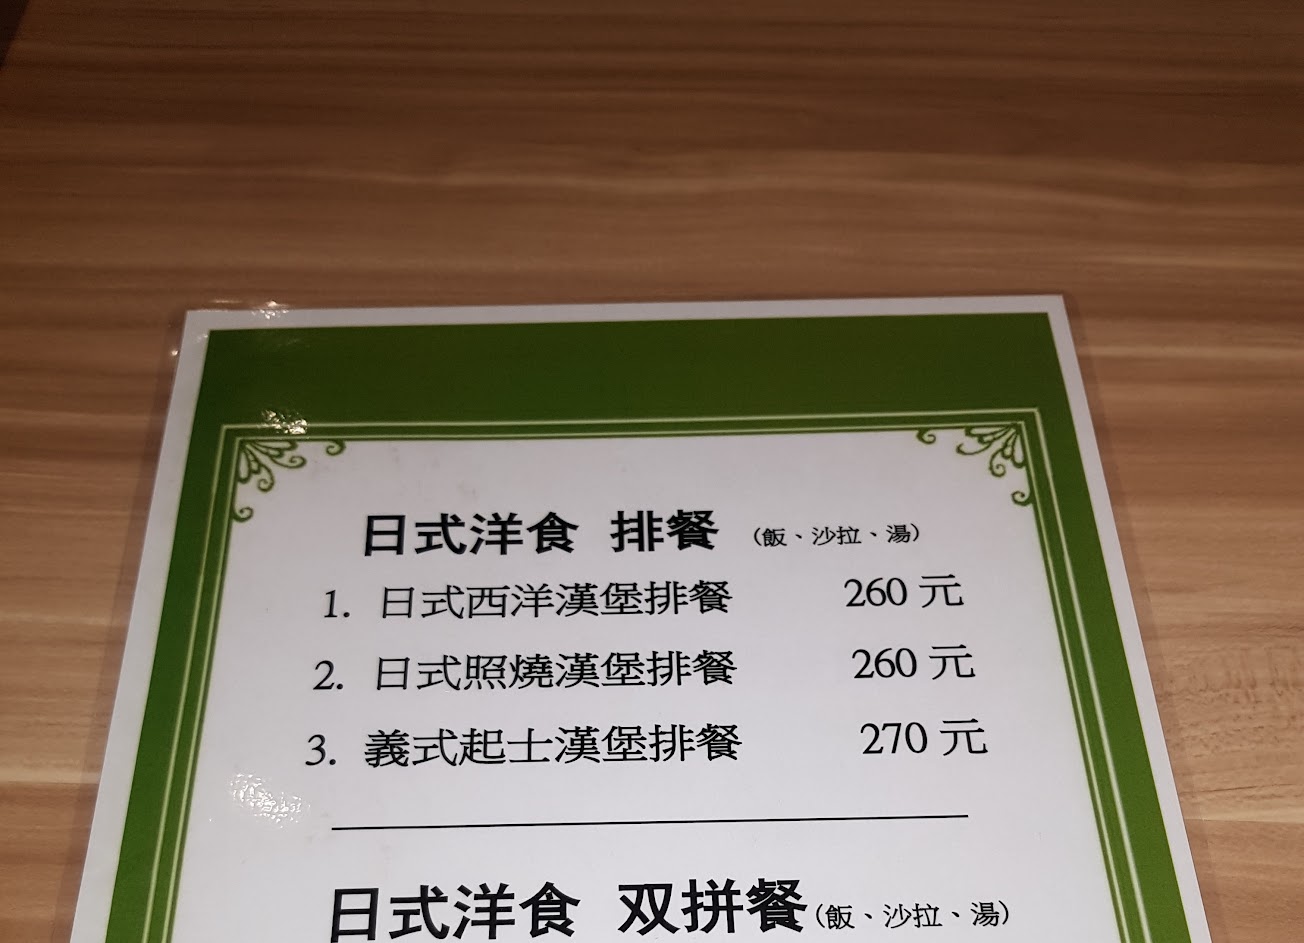 日式洋食 排餐 (飯、沙拉、湯)
1. 日式西洋漢堡排餐 260 元
2. 日式照燒漢堡排餐 260 元
3. 義式起士漢堡排餐 270 元
日式洋食 双拼餐(飯、沙拉、湯)